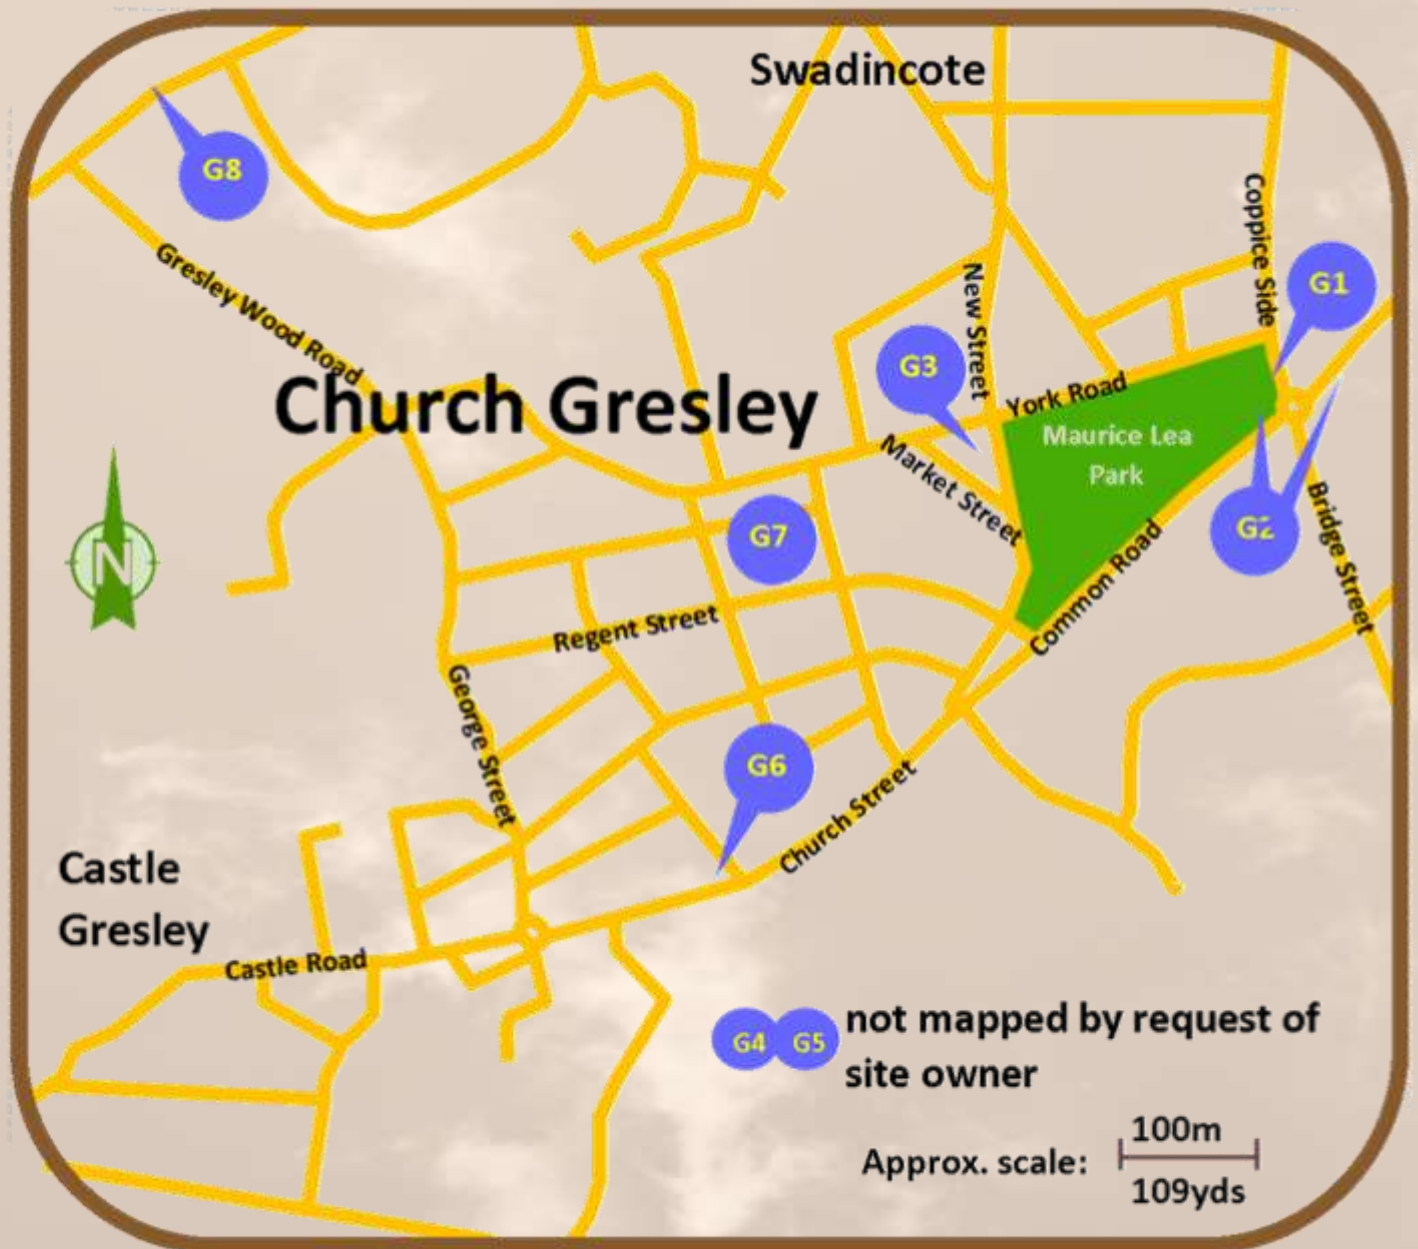 Swadincote
G8
Coppice Side
G1
Gresley Wood Road
New Street
G3
York Road
Church Gresley
Maurice Lea
Park
Market Street
G2
Bridge Street
N
G7
Common Road
Regent Street
George Street
G6
Church Street
Castle
Gresley
Castle Road
G4 G5 not mapped by request of
site owner
100m
Approx. scale:
109yds